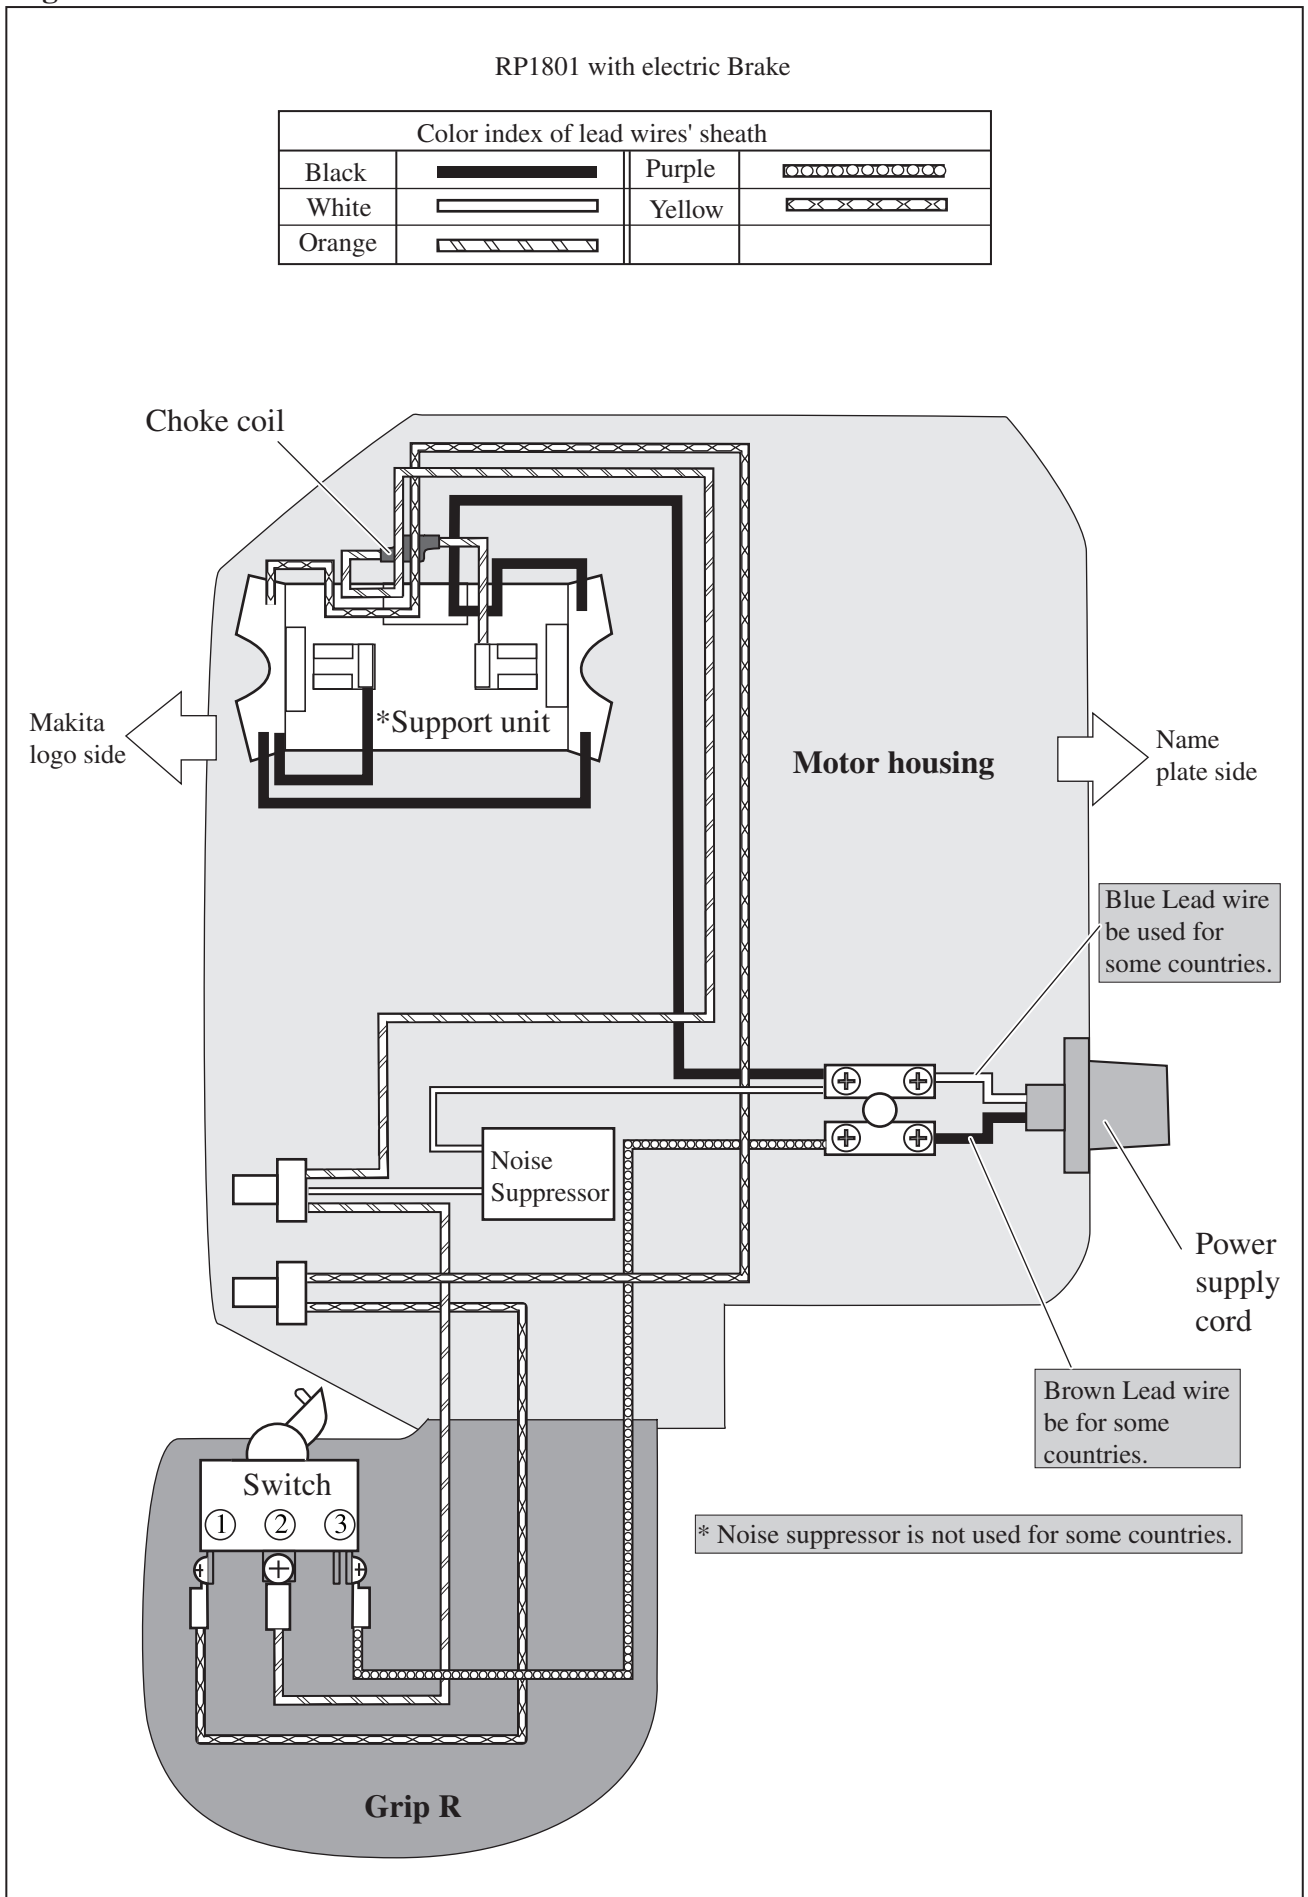 RP1801 with electric Brake
Color index of lead wires' sheath
Black
Purple
White
Yellow
Orange
Choke coil
*Support unit
Makita
logo side
Motor housing
Name
plate side
Blue Lead wire
be used for
some countries.
Noise
Suppressor
Power
supply
cord
Brown Lead wire
be for some
countries.
Switch
① ② ③
* Noise suppressor is not used for some countries.
Grip R